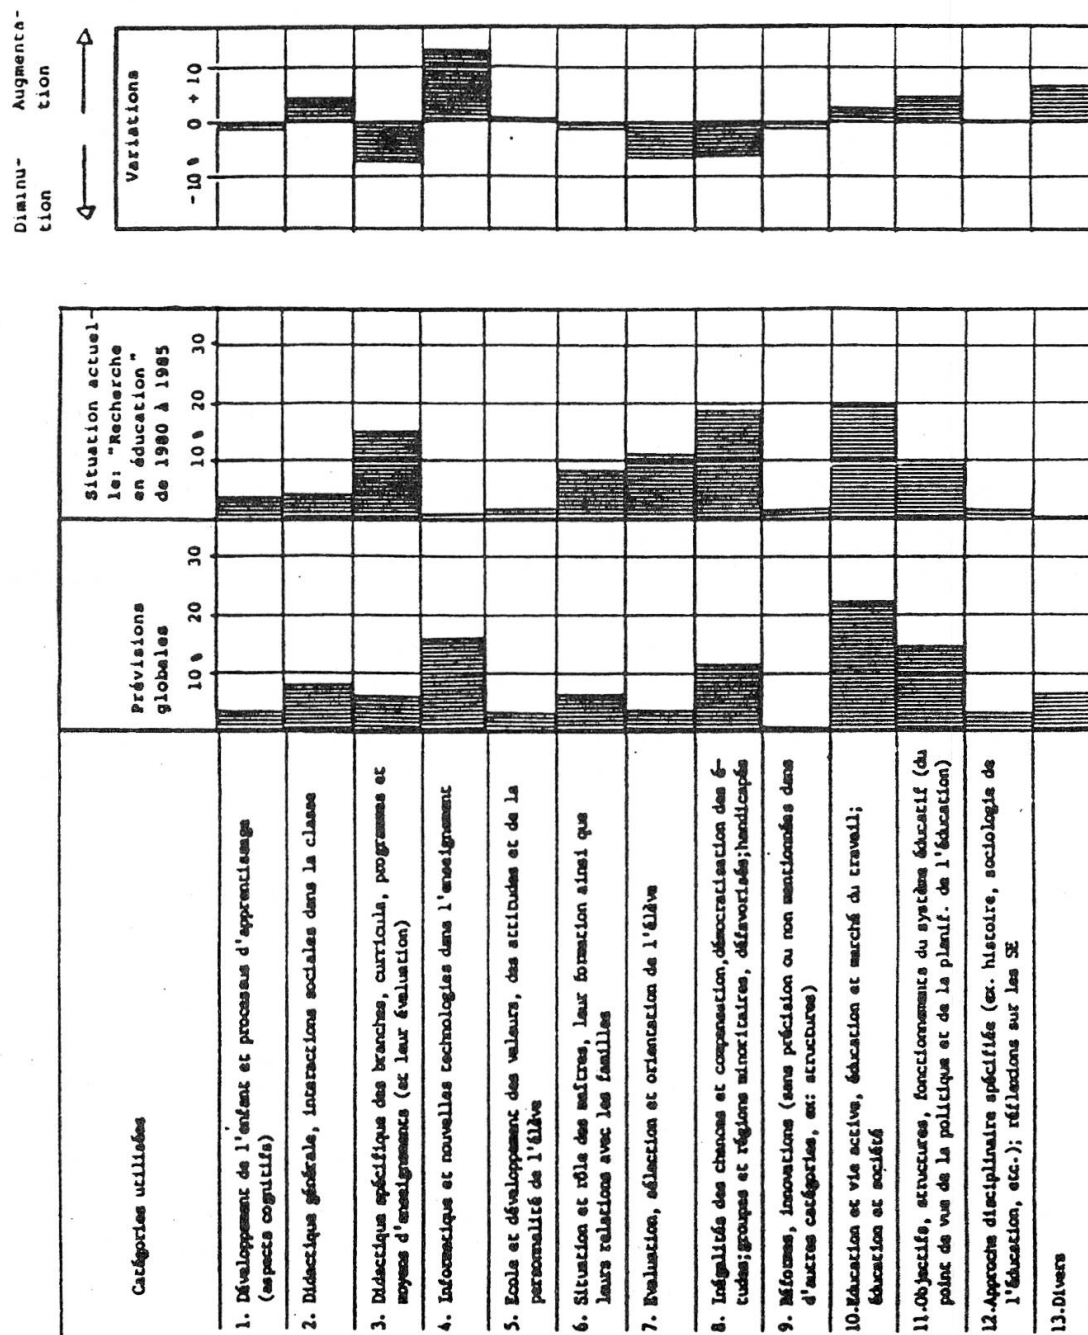 Catégories utilisées
Prévisions
globales
10 % 20 30
Situation actuel-
le: "Recherche
en éducation"
de 1980 à 1985
10 % 20 30
Diminu-
tion
Augmenta-
tion
Variations
-10 % 0 + 10
1. Développement de l'enfant et processus d'apprentissage
(aspects cognitifs)
2. Didactique générale, interactions sociales dans la classe
3. Didactique spécifique des branches, curricula, programmes et
moyens d'enseignements (et leur évaluation)
4. Informatique et nouvelles technologies dans l'enseignement
5. Ecole et développement des valeurs, des attitudes et de la
personnalité de l'élève
6. Situation et rôle des maîtres, leur formation ainsi que
leurs relations avec les familles
7. Evaluation, sélection et orientation de l'élève
8. Inégalités des chances et compensation,démocratisation des é-
tudes;groupes et régions minoritaires, défavorisés;handicapés
9. Réformes, innovations (sans précision ou non mentionnées dans
d'autres catégories, ex: structures)
10.Education et vie active, éducation et marché du travail;
éducation et société
11.Objectifs, structures, fonctionnements du système éducatif (du
point de vue de la politique et de la planif. de l'éducation)
12.Approche disciplinaire spécifiée (ex. histoire, sociologie de
l'éducation, etc.); réflexions sur les SE
13.Divers